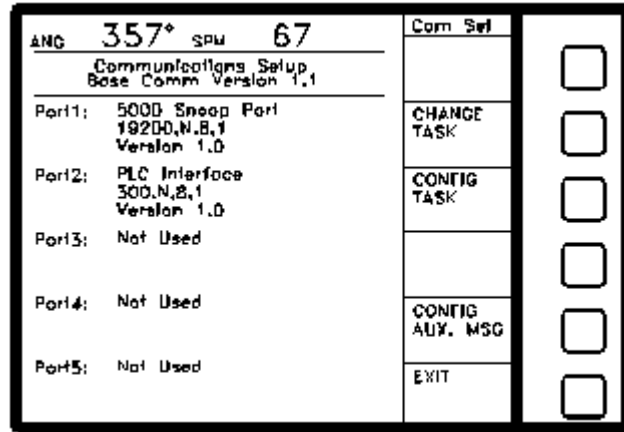 ANG 357° SPM 67
Communications Setup
Base Comm Version 1.1
Port1: 5000 Snoop Port
19200,N,8,1
Version 1.0
Port2: PLC Interface
300,N,8,1
Version 1.0
Port3: Not Used
Port4: Not Used
Port5: Not Used
Com Set
CHANGE
TASK
CONFIG
TASK
CONFIG
AUX. MSG
EXIT